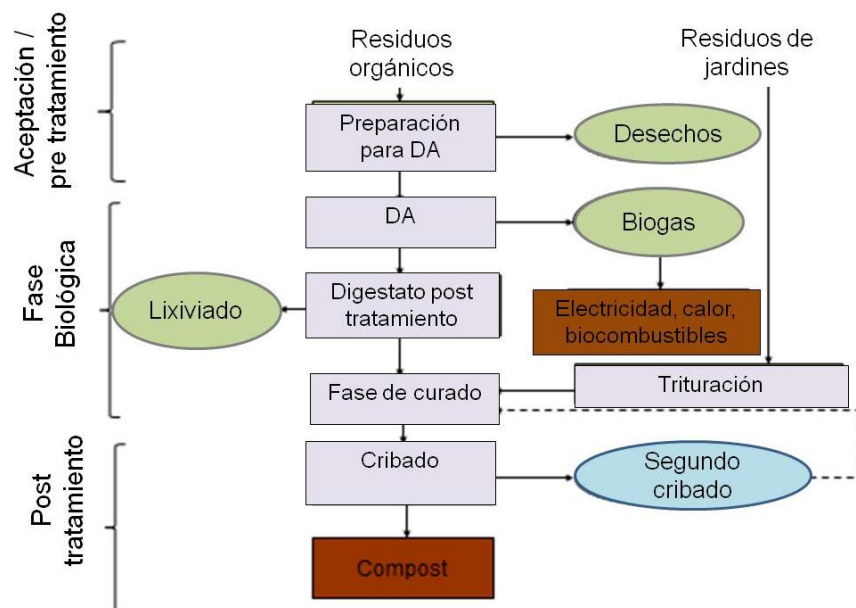 Aceptación /
pre tratamiento
Residuos
orgánicos
Residuos de
jardines
Preparación
para DA
Desechos
Fase
Biológica
DA
Biogas
Lixiviado
Digestato post
tratamiento
Electricidad, calor,
biocombustibles
Fase de curado
Trituración
Post
tratamiento
Cribado
Segundo
cribado
Compost